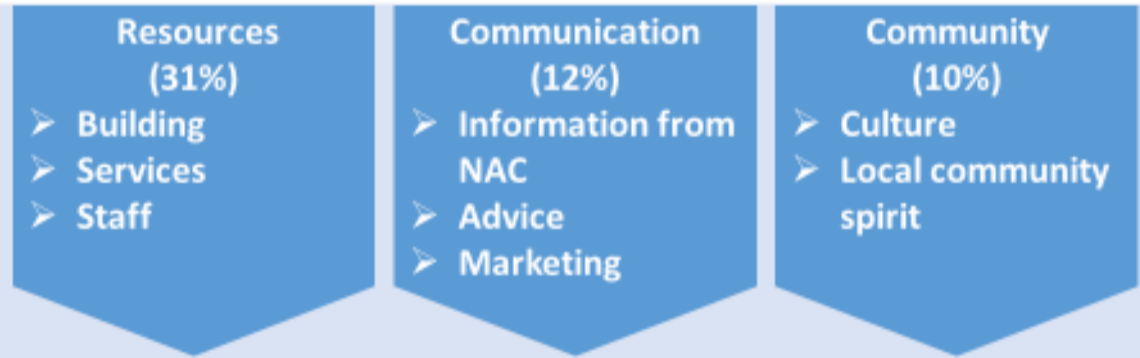 Resources
(31%)
➢ Building
➢ Services
➢ Staff
Communication
(12%)
➢ Information from
NAC
➢ Advice
➢ Marketing
Community
(10%)
➢ Culture
➢ Local community
spirit